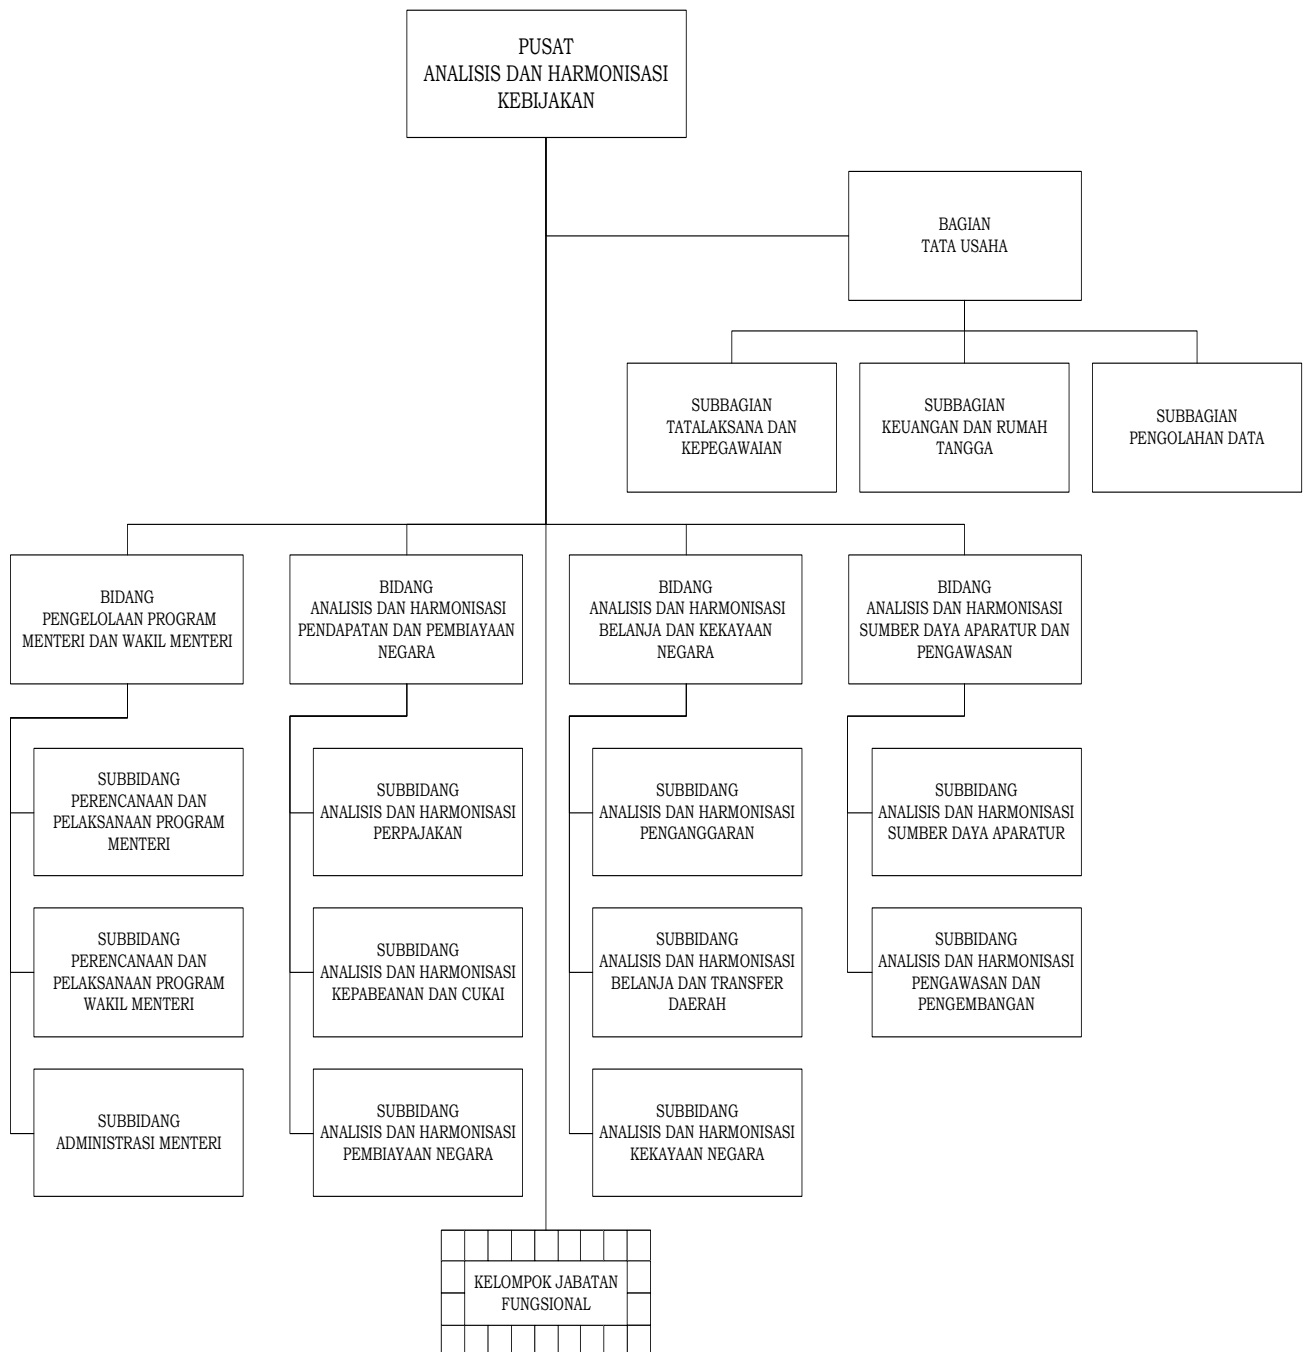 PUSAT
ANALISIS DAN HARMONISASI
KEBIJAKAN
BAGIAN
TATA USAHA
SUBBAGIAN
TATALAKSANA DAN
KEPEGAWAIAN
SUBBAGIAN
KEUANGAN DAN RUMAH
TANGGA
SUBBAGIAN
PENGOLAHAN DATA
BIDANG
PENGELOLAAN PROGRAM
MENTERI DAN WAKIL MENTERI
BIDANG
ANALISIS DAN HARMONISASI
PENDAPATAN DAN PEMBIAYAAN
NEGARA
BIDANG
ANALISIS DAN HARMONISASI
BELANJA DAN KEKAYAAN
NEGARA
BIDANG
ANALISIS DAN HARMONISASI
SUMBER DAYA APARATUR DAN
PENGAWASAN
SUBBIDANG
PERENCANAAN DAN
PELAKSANAAN PROGRAM
MENTERI
SUBBIDANG
ANALISIS DAN HARMONISASI
PERPAJAKAN
SUBBIDANG
ANALISIS DAN HARMONISASI
PENGANGGARAN
SUBBIDANG
ANALISIS DAN HARMONISASI
SUMBER DAYA APARATUR
SUBBIDANG
PERENCANAAN DAN
PELAKSANAAN PROGRAM
WAKIL MENTERI
SUBBIDANG
ANALISIS DAN HARMONISASI
KEPABEANAN DAN CUKAI
SUBBIDANG
ANALISIS DAN HARMONISASI
BELANJA DAN TRANSFER
DAERAH
SUBBIDANG
ANALISIS DAN HARMONISASI
PENGAWASAN DAN
PENGEMBANGAN
SUBBIDANG
ADMINISTRASI MENTERI
SUBBIDANG
ANALISIS DAN HARMONISASI
PEMBIAYAAN NEGARA
SUBBIDANG
ANALISIS DAN HARMONISASI
KEKAYAAN NEGARA
KELOMPOK JABATAN
FUNGSIONAL